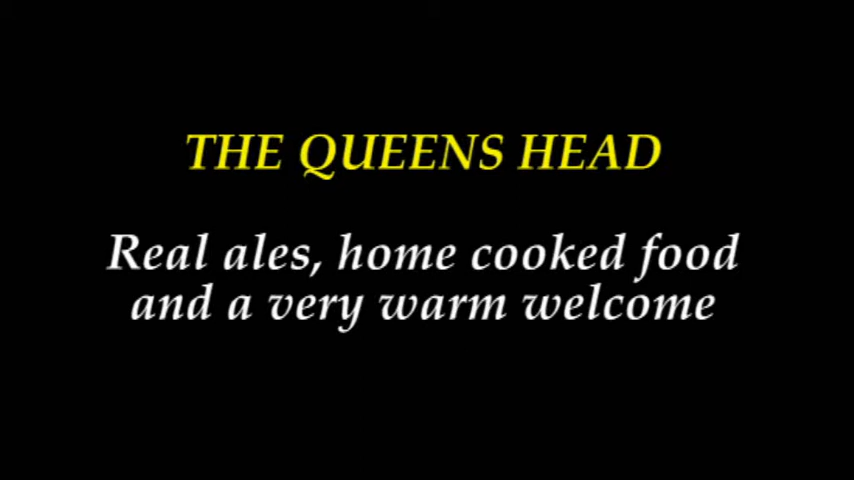 THE QUEENS HEAD
Real ales, home cooked food
and a very warm welcome